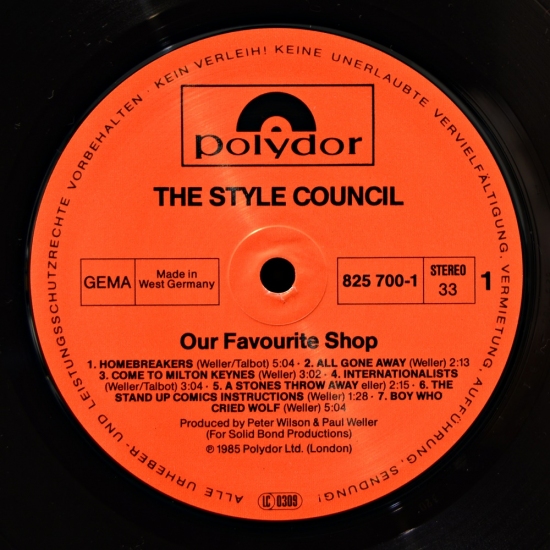 ALLE URHEBER- UND LEISTUNGSSCHUTZRECHTE VORBEHALTEN · KEIN VERLEIH! KEINE UNERLAUBTE VERVIELFÄLTIGUNG, VERMIETUNG, AUFFÜHRUNG, SENDUNG!
polydor
THE STYLE COUNCIL
GEMA
Made in
West Germany
825 700-1
STEREO
33
1
Our Favourite Shop
1. HOMEBREAKERS (Weller/Talbot) 5:04 · 2. ALL GONE AWAY (Weller) 2:13
3. COME TO MILTON KEYNES (Weller) 3:02 · 4. INTERNATIONALISTS
(Weller/Talbot) 3:04 · 5. A STONES THROW AWAY eller) 2:15 · 6. THE
STAND UP COMICS INSTRUCTIONS (Weller) 1:28 · 7. BOY WHO
CRIED WOLF (Weller) 5:04
Produced by Peter Wilson & Paul Weller
(For Solid Bond Productions)
℗ 1985 Polydor Ltd. (London)
LC 0309